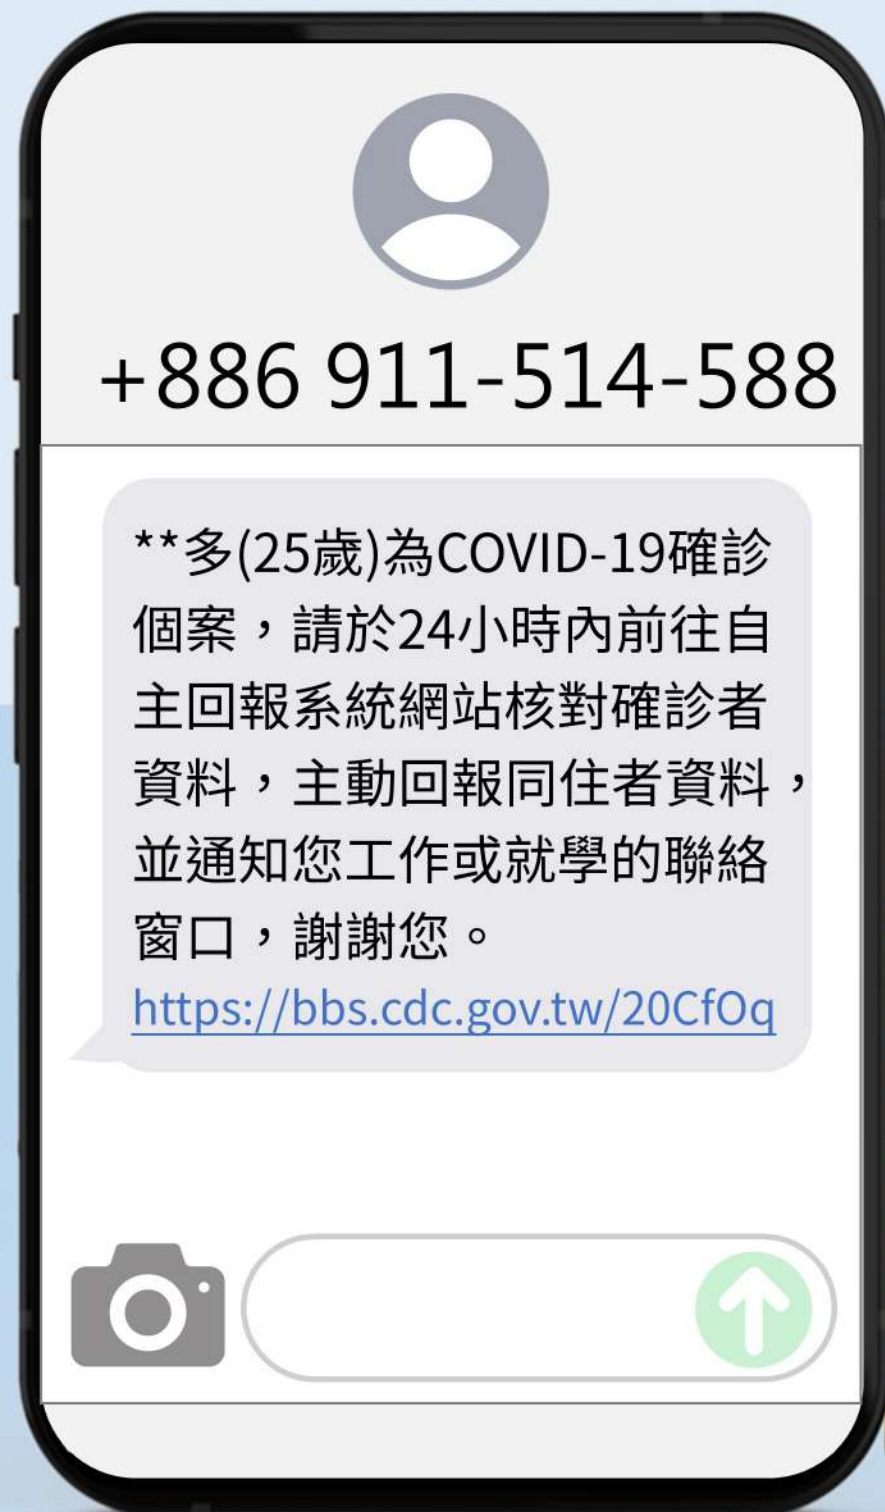 +886 911-514-588
**多(25歲)為COVID-19確診
個案，請於24小時內前往自
主回報系統網站核對確診者
資料，主動回報同住者資料，
並通知您工作或就學的聯絡
窗口，謝謝您。
https://bbs.cdc.gov.tw/20CfOq